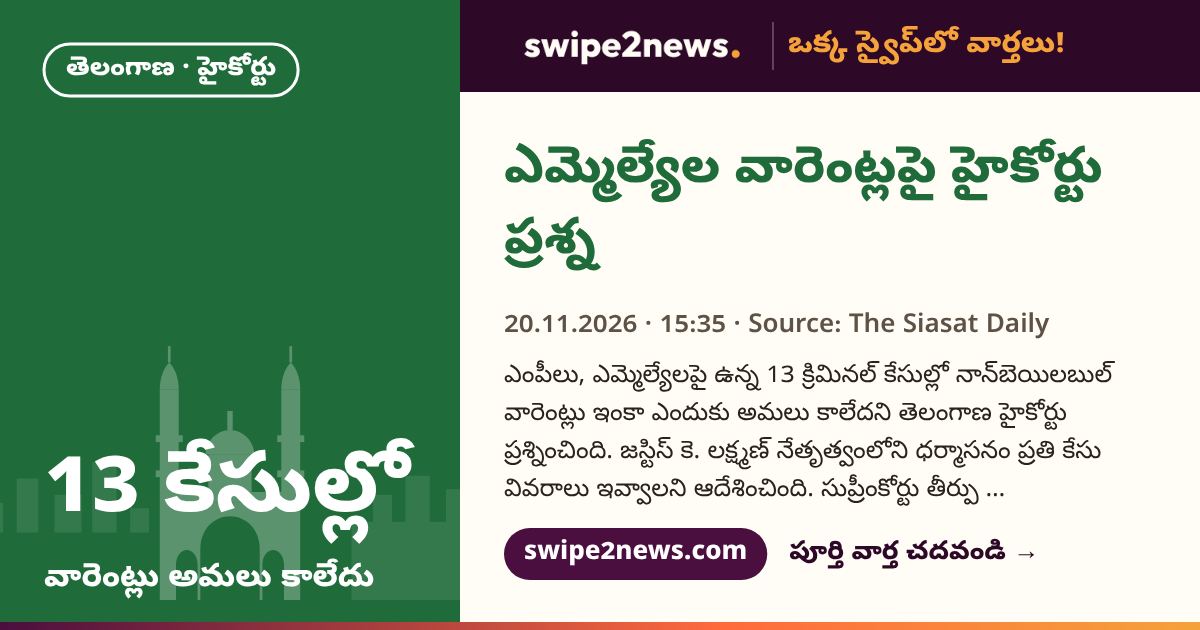 తెలంగాణ · హైకోర్టు
13 కేసుల్లో
వారెంట్లు అమలు కాలేదు
swipe2news.
ఒక్క స్వైప్‌లో వార్తలు!
ఎమ్మెల్యేల వారెంట్లపై హైకోర్టు
ప్రశ్న
20.11.2026 · 15:35 · Source: The Siasat Daily
ఎంపీలు, ఎమ్మెల్యేలపై ఉన్న 13 క్రిమినల్ కేసుల్లో నాన్‌బెయిలబుల్
వారెంట్లు ఇంకా ఎందుకు అమలు కాలేదని తెలంగాణ హైకోర్టు
ప్రశ్నించింది. జస్టిస్ కె. లక్ష్మణ్ నేతృత్వంలోని ధర్మాసనం ప్రతి కేసు
వివరాలు ఇవ్వాలని ఆదేశించింది. సుప్రీంకోర్టు తీర్పు ...
swipe2news.com
పూర్తి వార్త చదవండి →